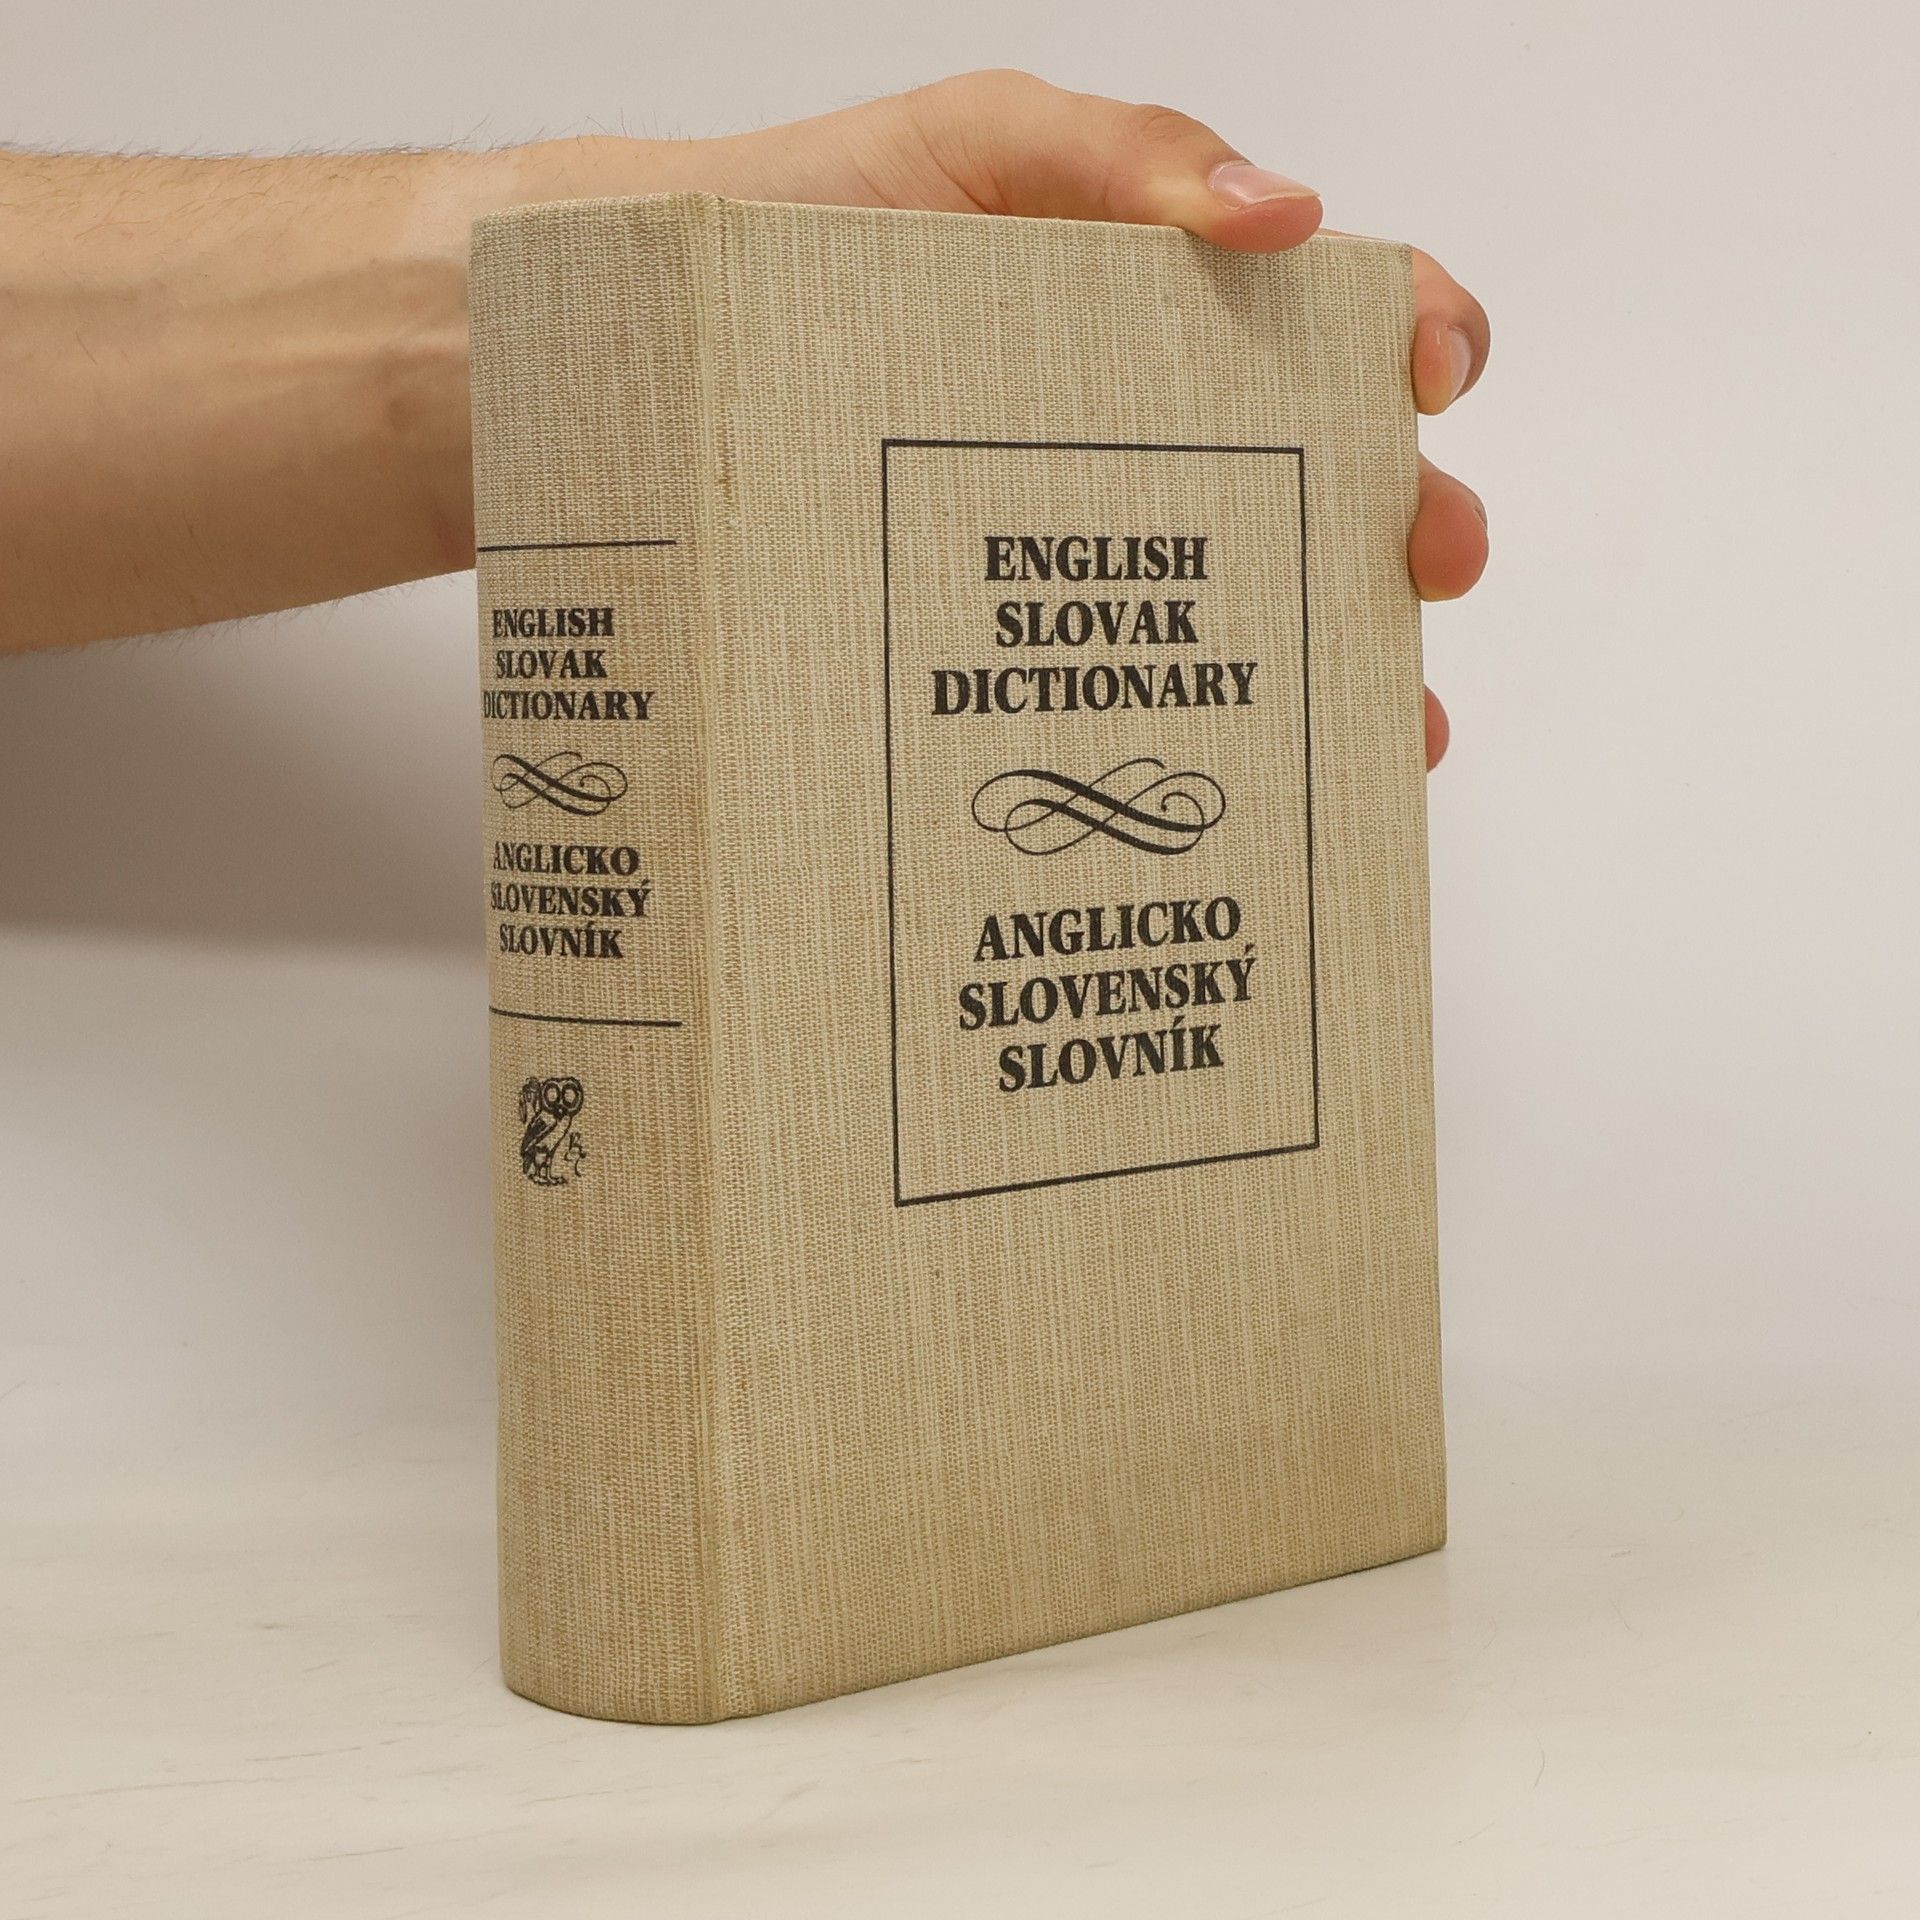 ENGLISH
SLOVAK
DICTIONARY
ANGLICKO
SLOVENSKÝ
SLOVNÍK
ENGLISH
SLOVAK
DICTIONARY
ANGLICKO
SLOVENSKÝ
SLOVNÍK